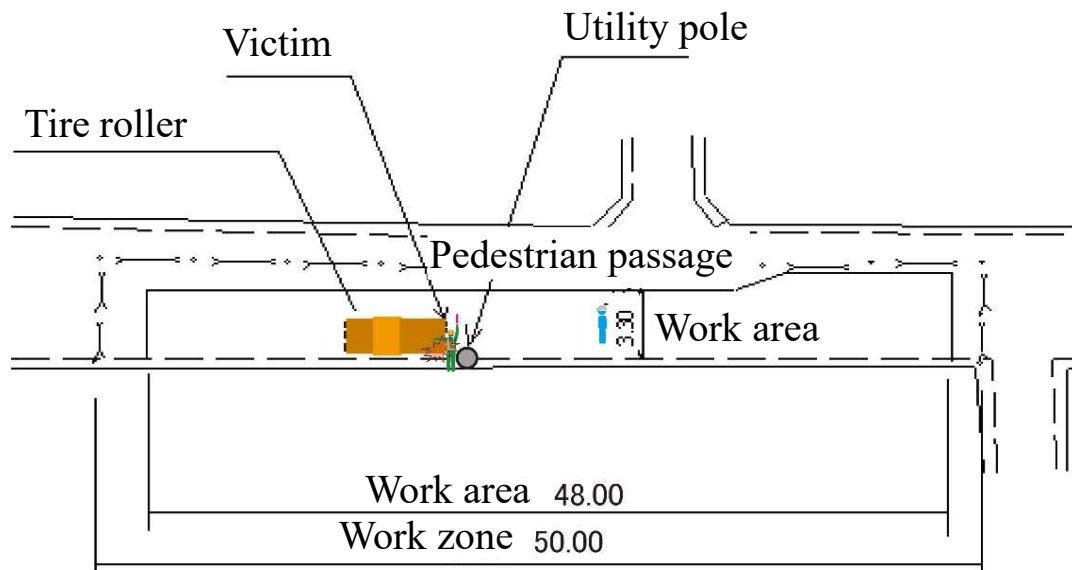 Utility pole
Victim
Tire roller
Pedestrian passage
3.30
Work area
Work area 48.00
Work zone 50.00